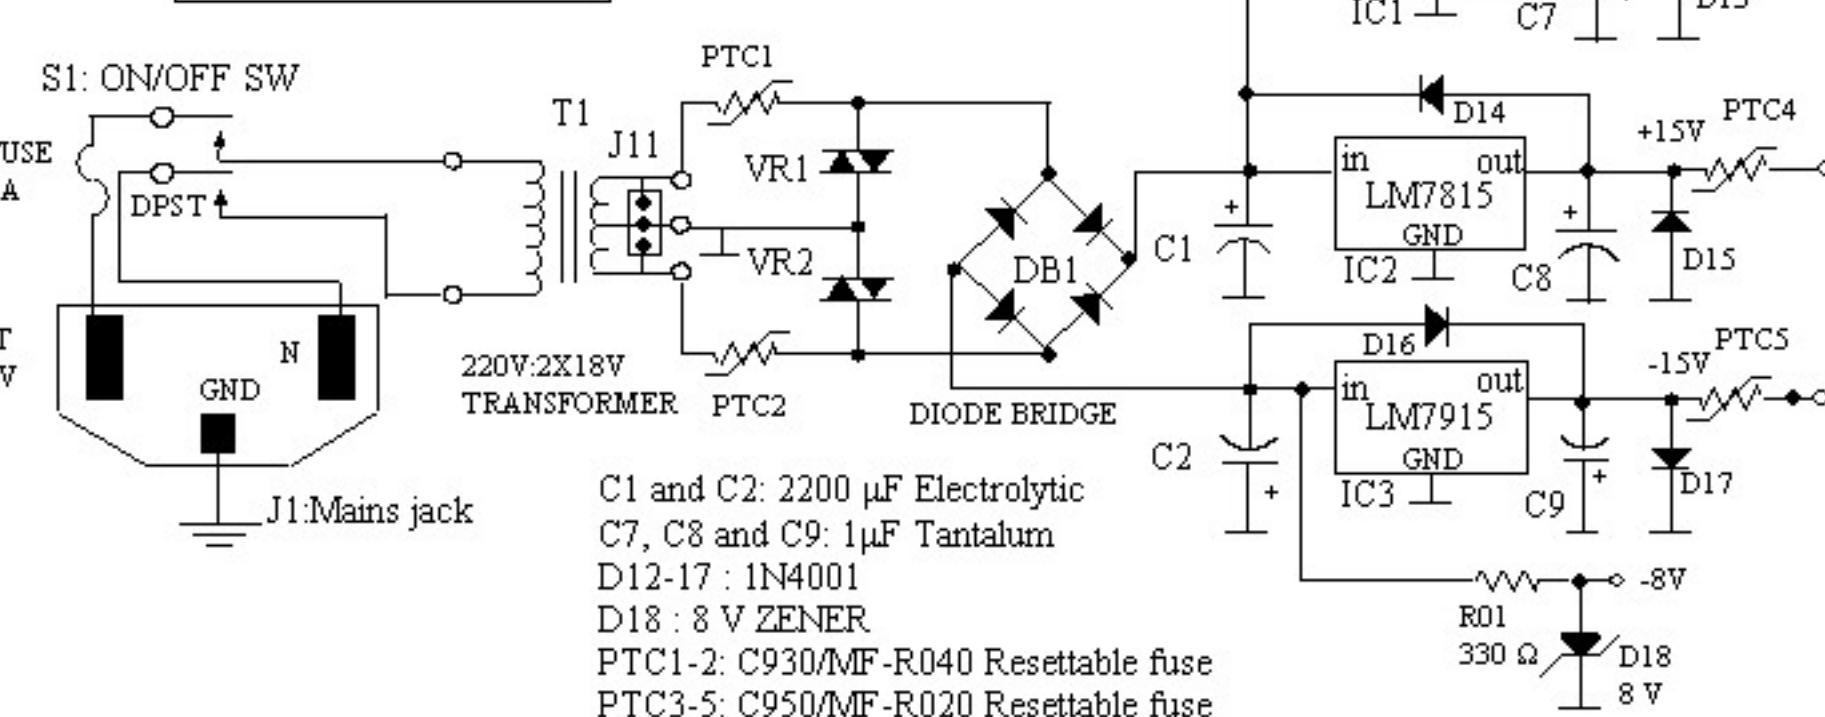 IC1
C7
D13
PTC1
S1: ON/OFF SW
T1
J11
D14
PTC4
+15V
USE
A
VR1
in out
LM7815
GND
DPST
+
+
C1
D15
VR2
DB1
IC2
C8
T
V
N
GND
220V:2X18V
TRANSFORMER
PTC2
DIODE BRIDGE
D16
-15V
PTC5
in out
LM7915
GND
C2
+
IC3
C9
+
D17
J1:Mains jack
C1 and C2: 2200 µF Electrolytic
C7, C8 and C9: 1µF Tantalum
D12-17 : 1N4001
D18 : 8 V ZENER
PTC1-2: C930/MF-R040 Resettable fuse
PTC3-5: C950/MF-R020 Resettable fuse
-8V
R01
330 Ω
D18
8 V